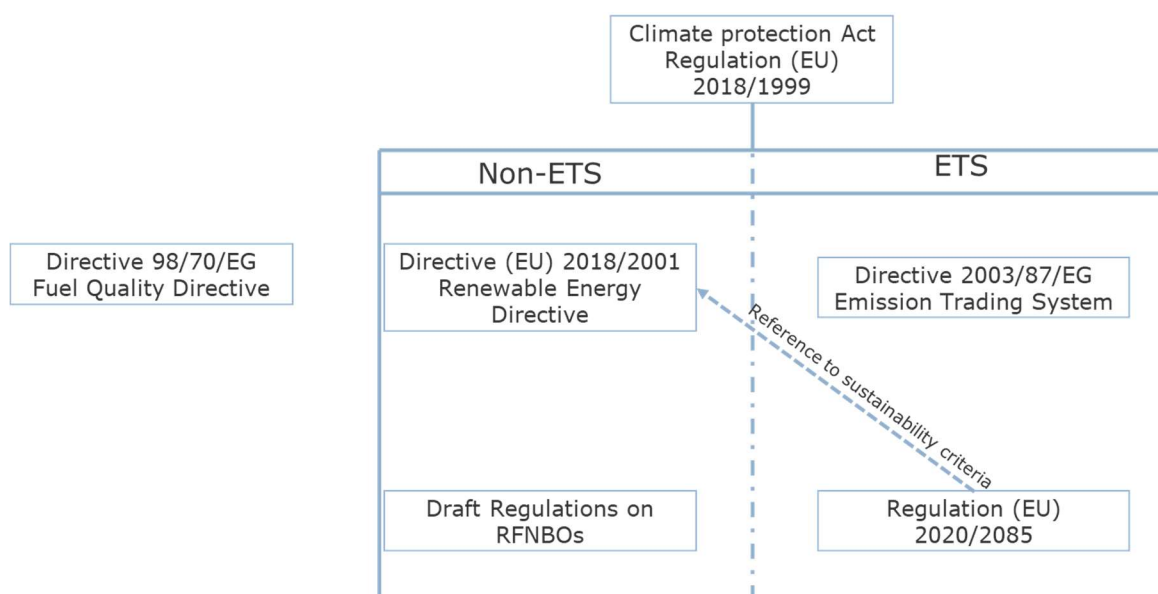 Climate protection Act
Regulation (EU)
2018/1999
Non-ETS
ETS
Directive 98/70/EG
Fuel Quality Directive
Directive (EU) 2018/2001
Renewable Energy
Directive
Directive 2003/87/EG
Emission Trading System
Reference to sustainability criteria
Draft Regulations on
RFNBOs
Regulation (EU)
2020/2085